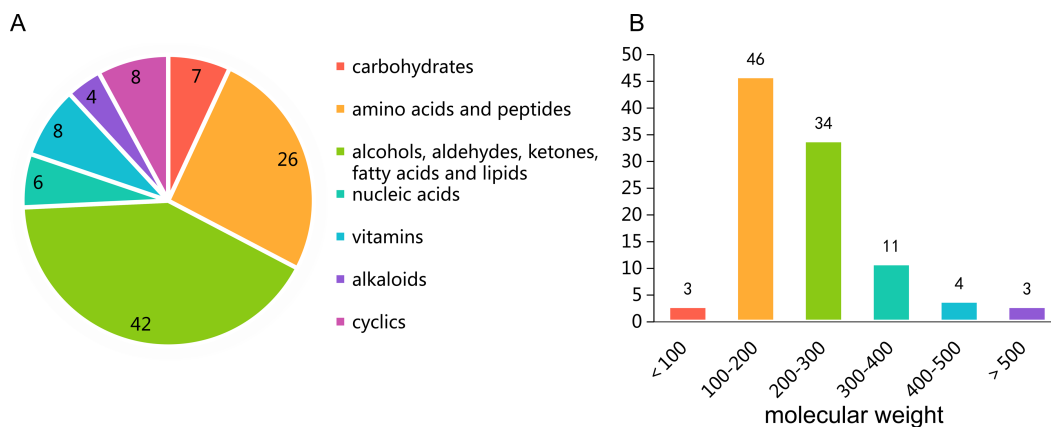 A
7
26
42
6
8
4
8
carbohydrates
amino acids and peptides
alcohols, aldehydes, ketones,
fatty acids and lipids
nucleic acids
vitamins
alkaloids
cyclics
B
50
45
40
35
30
25
20
15
10
5
0
3
46
34
11
4
3
<100
100-200
200-300
300-400
400-500
> 500
molecular weight